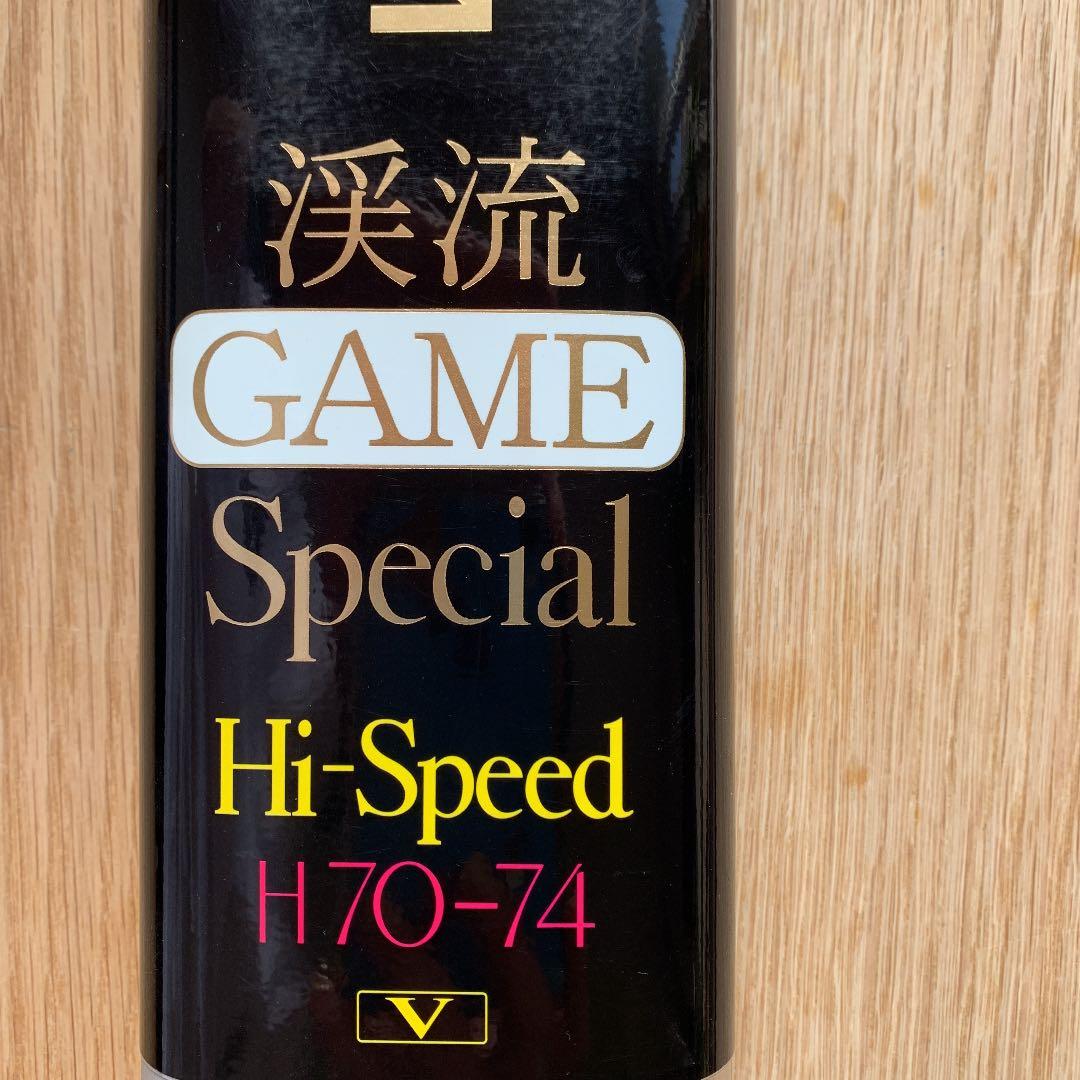 渓流
GAME
Special
Hi-Speed
H70-74
V